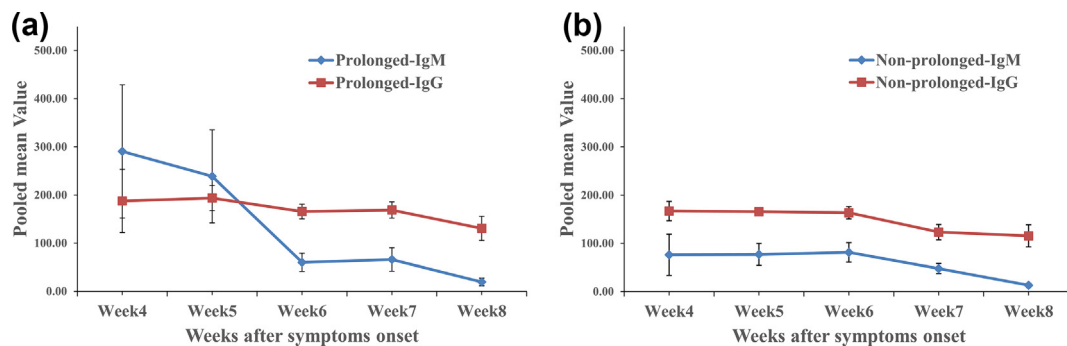 (a)
Pooled mean Value
500.00
400.00
300.00
200.00
100.00
0.00
Prolonged-IgM
Prolonged-IgG
Week4 Week5 Week6 Week7 Week8
Weeks after symptoms onset
(b)
Pooled mean Value
500.00
400.00
300.00
200.00
100.00
0.00
Non-prolonged-IgM
Non-prolonged-IgG
Week4 Week5 Week6 Week7 Week8
Weeks after symptoms onset